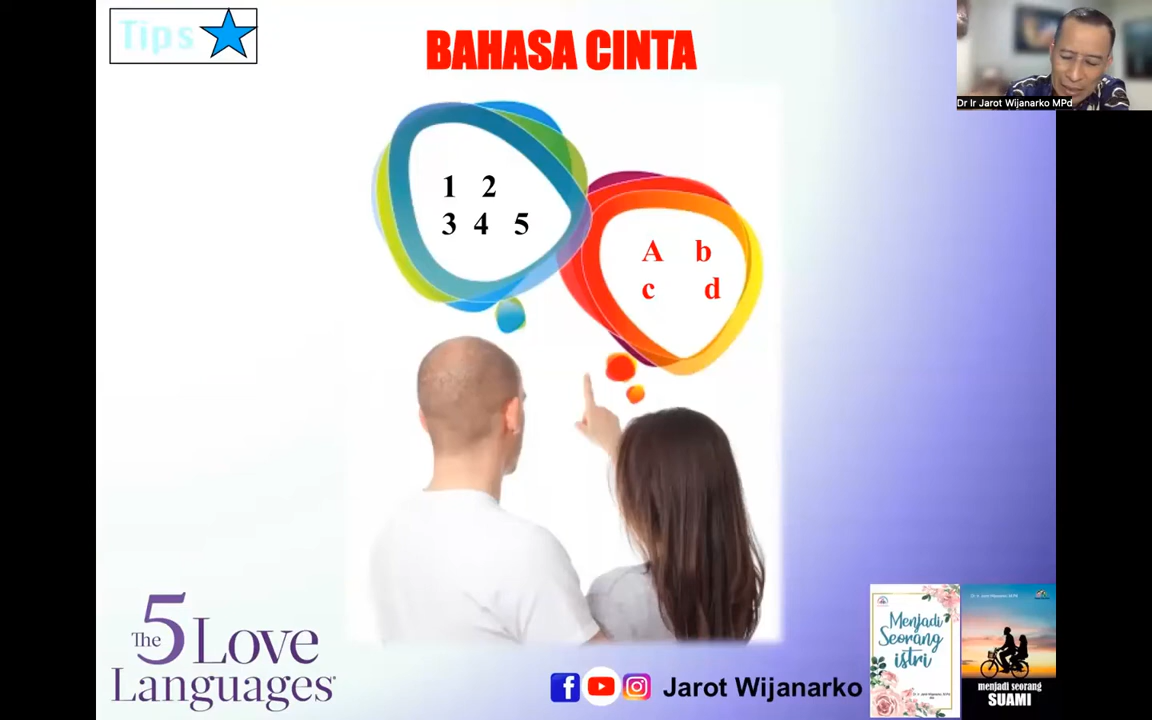 Tips
BAHASA CINTA
Dr Ir Jarot Wijanarko MPd
1 2
3 4 5
A b
c d
The 5 Love
Languages
Jarot Wijanarko
Menjadi
Seorang
istri
menjadi seorang
SUAMI